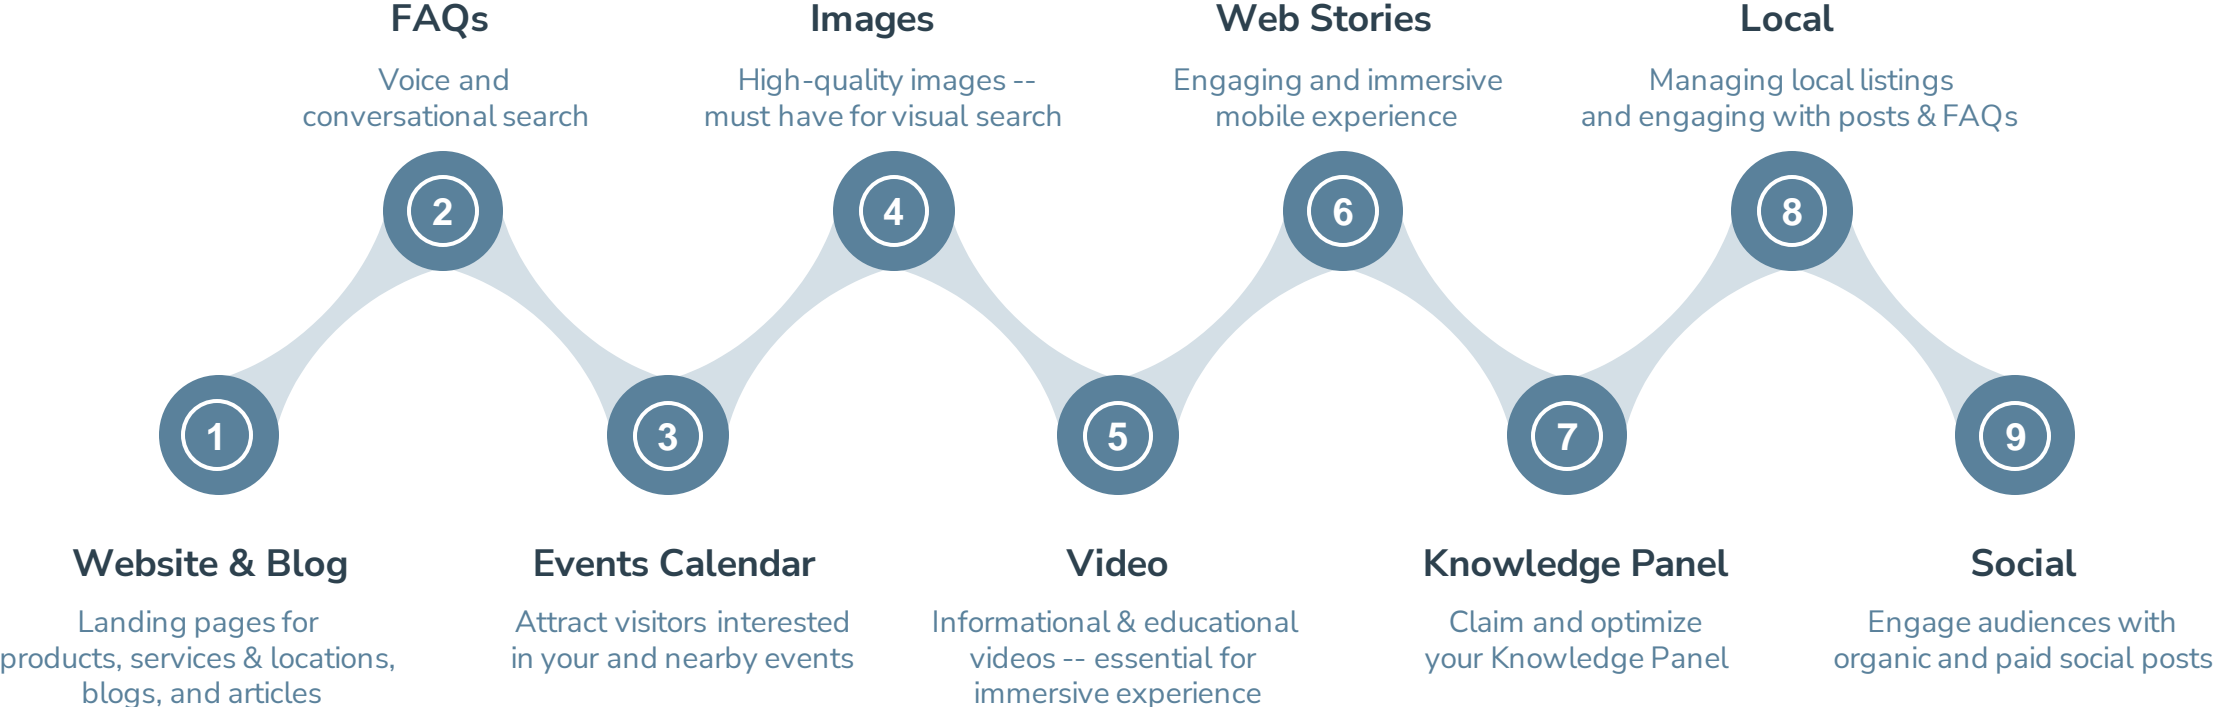 FAQs
Voice and
conversational search
Images
High-quality images --
must have for visual search
Web Stories
Engaging and immersive
mobile experience
Local
Managing local listings
and engaging with posts & FAQs
2
4
6
8
1
3
5
7
9
Website & Blog
Landing pages for
products, services & locations,
blogs, and articles
Events Calendar
Attract visitors interested
in your and nearby events
Video
Informational & educational
videos -- essential for
immersive experience
Knowledge Panel
Claim and optimize
your Knowledge Panel
Social
Engage audiences with
organic and paid social posts